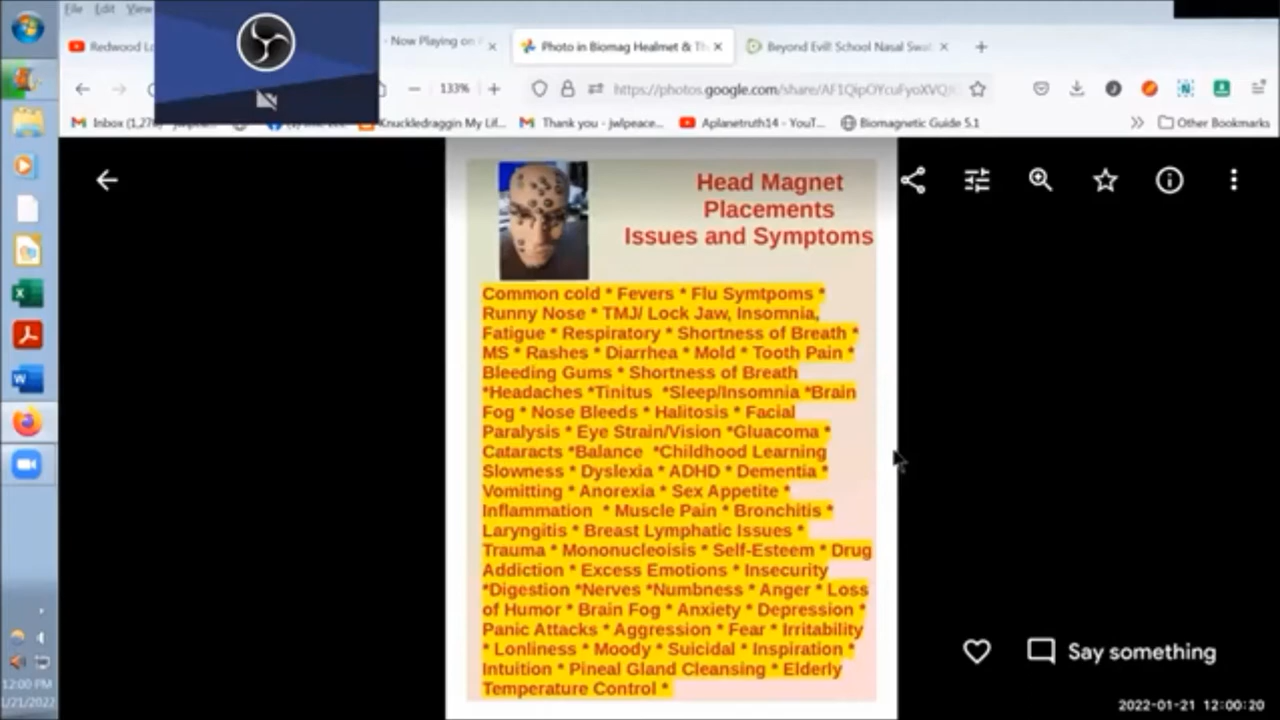 File Edit View
Redwood Lo
- Now Playing on
Photo in Biomag Healmet & Th
Beyond Evil! School Nasal Swab
133%
https://photos.google.com/share/AF1QipOYcuFyoXVQ
Inbox (1,27
Knuckledraggin My Lif...
Thank you - jwlpeace...
Aplanetruth14 - YouT...
Biomagnetic Guide 5.1
Other Bookmarks
Head Magnet
Placements
Issues and Symptoms
Common cold * Fevers * Flu Symtpoms *
Runny Nose * TMJ/ Lock Jaw, Insomnia,
Fatigue * Respiratory * Shortness of Breath *
MS * Rashes * Diarrhea * Mold * Tooth Pain *
Bleeding Gums * Shortness of Breath
*Headaches *Tinitus *Sleep/Insomnia *Brain
Fog * Nose Bleeds * Halitosis * Facial
Paralysis * Eye Strain/Vision *Gluacoma *
Cataracts *Balance *Childhood Learning
Slowness * Dyslexia * ADHD * Dementia *
Vomitting * Anorexia * Sex Appetite *
Inflammation * Muscle Pain * Bronchitis *
Laryngitis * Breast Lymphatic Issues *
Trauma * Mononucleoisis * Self-Esteem * Drug
Addiction * Excess Emotions * Insecurity
*Digestion *Nerves *Numbness * Anger * Loss
of Humor * Brain Fog * Anxiety * Depression *
Panic Attacks * Aggression * Fear * Irritability
* Lonliness * Moody * Suicidal * Inspiration *
Intuition * Pineal Gland Cleansing * Elderly
Temperature Control *
Say something
12:00 PM
1/21/2022
2022-01-21 12:00:20